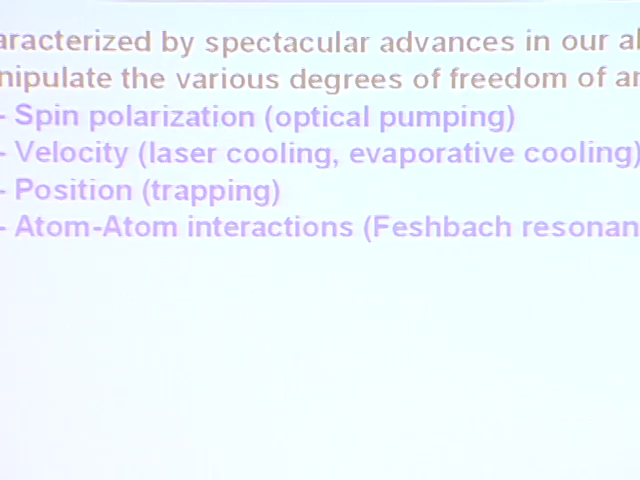 aracterized by spectacular advances in our a
nipulate the various degrees of freedom of a
- Spin polarization (optical pumping)
- Velocity (laser cooling, evaporative cooling)
- Position (trapping)
- Atom-Atom interactions (Feshbach resonan